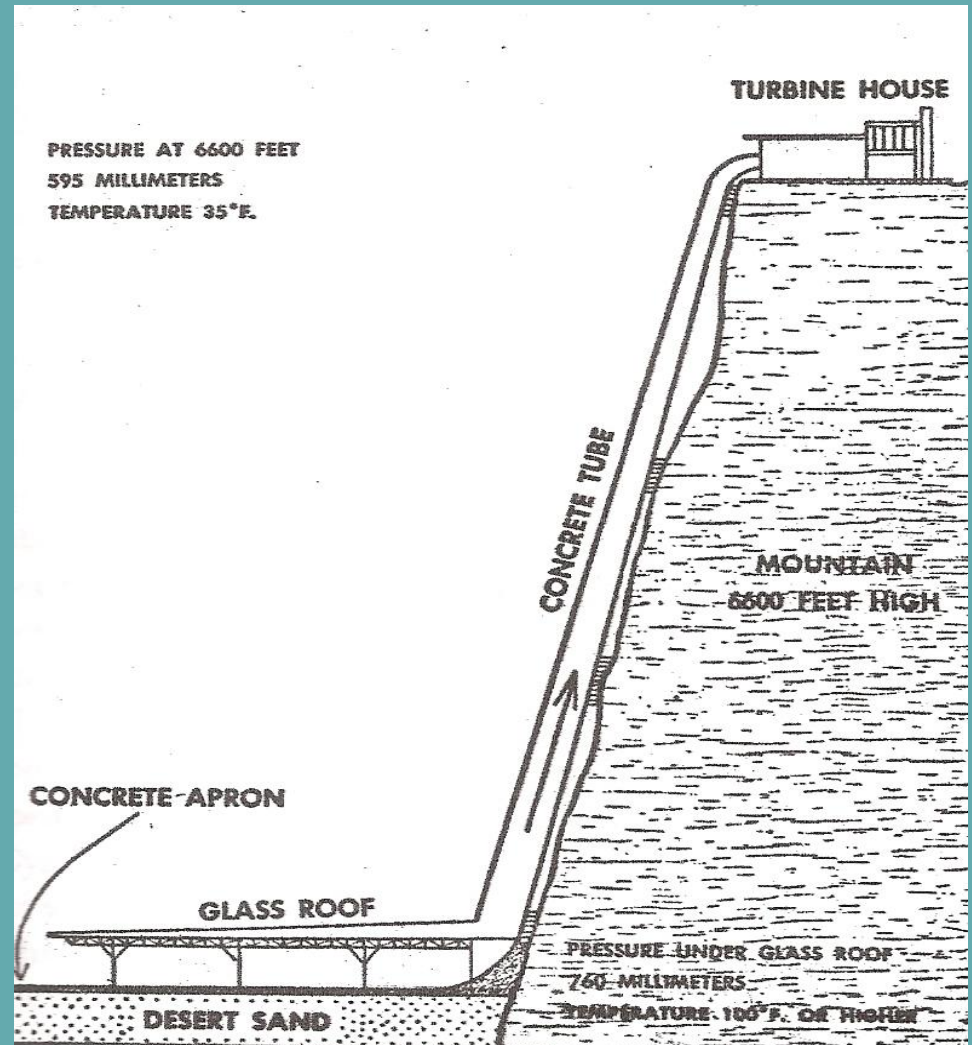 TURBINE HOUSE
PRESSURE AT 6600 FEET
595 MILLIMETERS
TEMPERATURE 35°F.
CONCRETE TUBE
MOUNTAIN
6600 FEET HIGH
CONCRETE-APRON
GLASS ROOF
PRESSURE UNDER GLASS ROOF
760 MILLIMETERS
TEMPERATURE 100°F. OR HIGHER
DESERT SAND